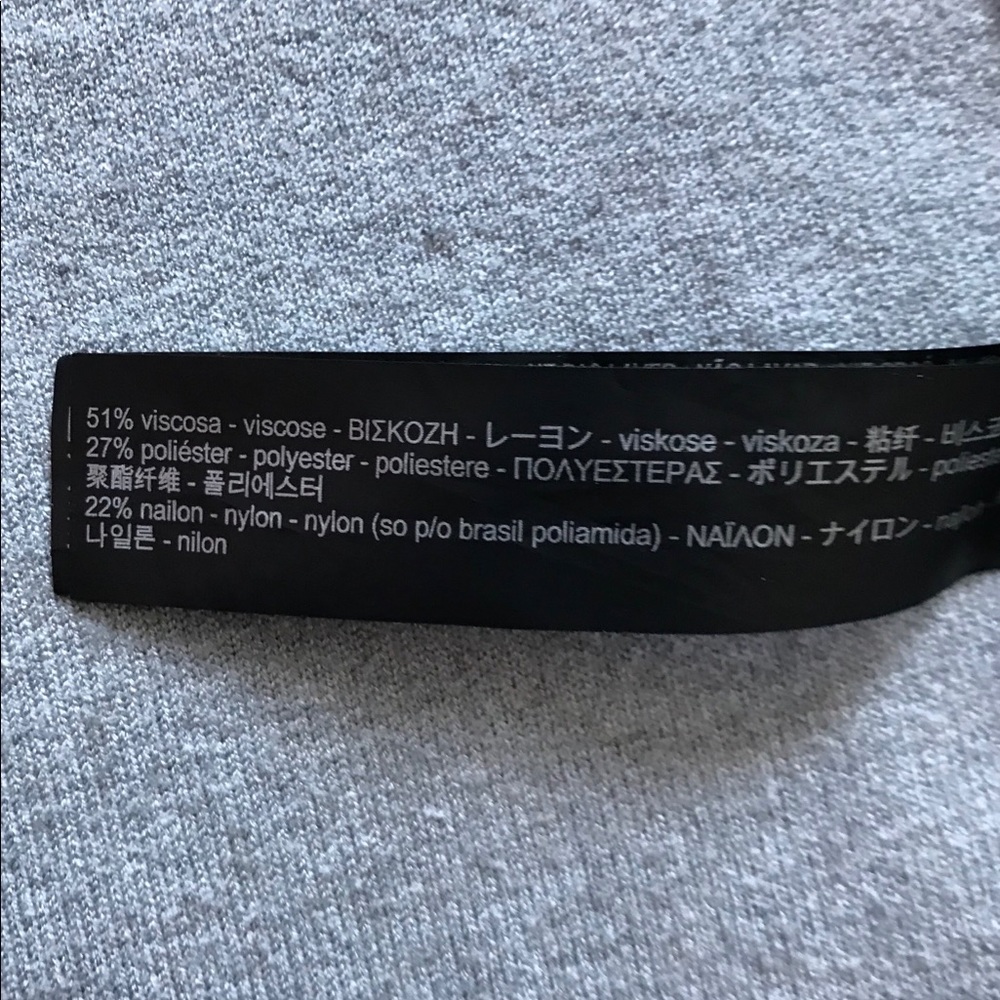 51% viscosa - viscose - ΒΙΣΚΟΖΗ - レーヨン - viskose - viskoza - 粘纤 -
27% poliéster - polyester - poliestere - ΠΟΛΥΕΣΤΕΡΑΣ - ポリエステル -
聚酯纤维 - 폴리에스터
22% nailon - nylon - nylon (so p/o brasil poliamida) - ΝΑΪΛΟΝ - ナイロン -
나일론 - nilon